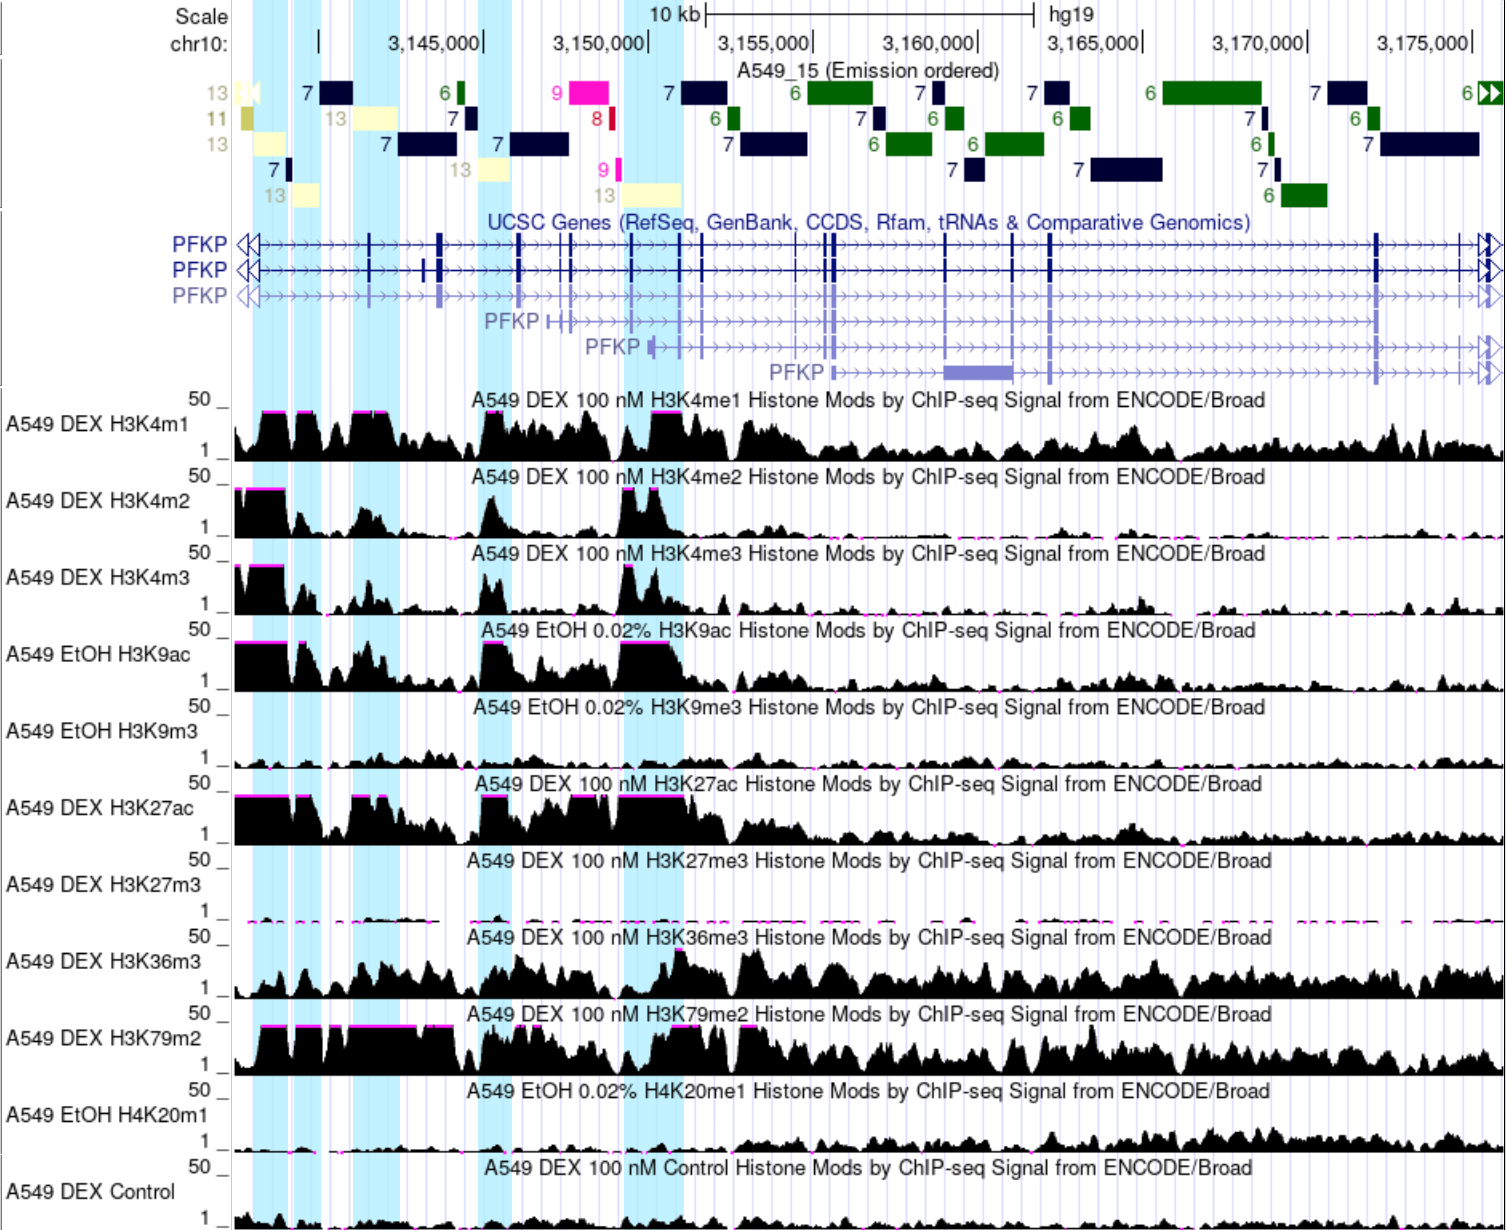 Scale 10 kb hg19
chr10: 3,145,000 3,150,000 3,155,000 3,160,000 3,165,000 3,170,000 3,175,000
A549_15 (Emission ordered)
13 7 6 9 7 6 7 7 6 7 6
11 13 7 8 6 7 6 6 7 6
13 7 7 7 6 6 6 7
7 13 9 7 7 7
13 13 6
UCSC Genes (RefSeq, GenBank, CCDS, Rfam, tRNAs & Comparative Genomics)
PFKP
PFKP
PFKP
PFKP
PFKP
PFKP
50 A549 DEX 100 nM H3K4me1 Histone Mods by ChIP-seq Signal from ENCODE/Broad
A549 DEX H3K4m1
1
50 A549 DEX 100 nM H3K4me2 Histone Mods by ChIP-seq Signal from ENCODE/Broad
A549 DEX H3K4m2
1
50 A549 DEX 100 nM H3K4me3 Histone Mods by ChIP-seq Signal from ENCODE/Broad
A549 DEX H3K4m3
1
50 A549 EtOH 0.02% H3K9ac Histone Mods by ChIP-seq Signal from ENCODE/Broad
A549 EtOH H3K9ac
1
50 A549 EtOH 0.02% H3K9me3 Histone Mods by ChIP-seq Signal from ENCODE/Broad
A549 EtOH H3K9m3
1
50 A549 DEX 100 nM H3K27ac Histone Mods by ChIP-seq Signal from ENCODE/Broad
A549 DEX H3K27ac
1
50 A549 DEX 100 nM H3K27me3 Histone Mods by ChIP-seq Signal from ENCODE/Broad
A549 DEX H3K27m3
1
50 A549 DEX 100 nM H3K36me3 Histone Mods by ChIP-seq Signal from ENCODE/Broad
A549 DEX H3K36m3
1
50 A549 DEX 100 nM H3K79me2 Histone Mods by ChIP-seq Signal from ENCODE/Broad
A549 DEX H3K79m2
1
50 A549 EtOH 0.02% H4K20me1 Histone Mods by ChIP-seq Signal from ENCODE/Broad
A549 EtOH H4K20m1
1
50 A549 DEX 100 nM Control Histone Mods by ChIP-seq Signal from ENCODE/Broad
A549 DEX Control
1